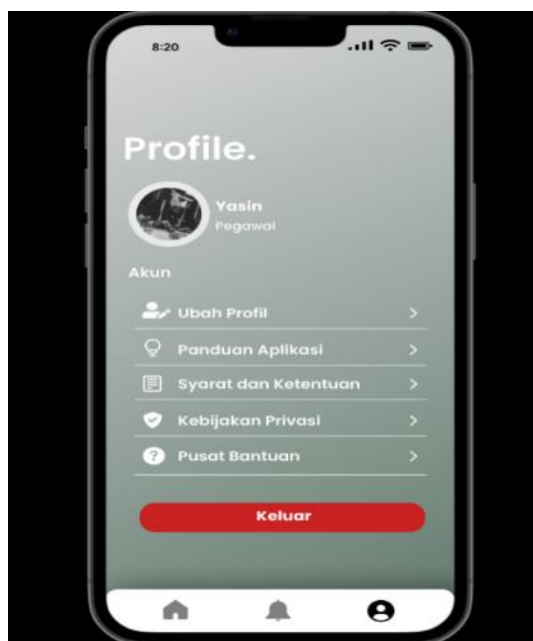 8:20
Profile.
Yasin
Pegawai
Akun
Ubah Profil
Panduan Aplikasi
Syarat dan Ketentuan
Kebijakan Privasi
Pusat Bantuan
Keluar